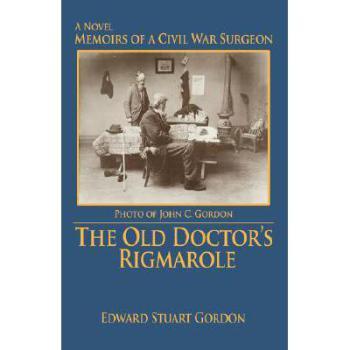 A NOVEL
MEMOIRS OF A CIVIL WAR SURGEON
PHOTO OF JOHN C. GORDON
THE OLD DOCTOR'S
RIGMAROLE
EDWARD STUART GORDON